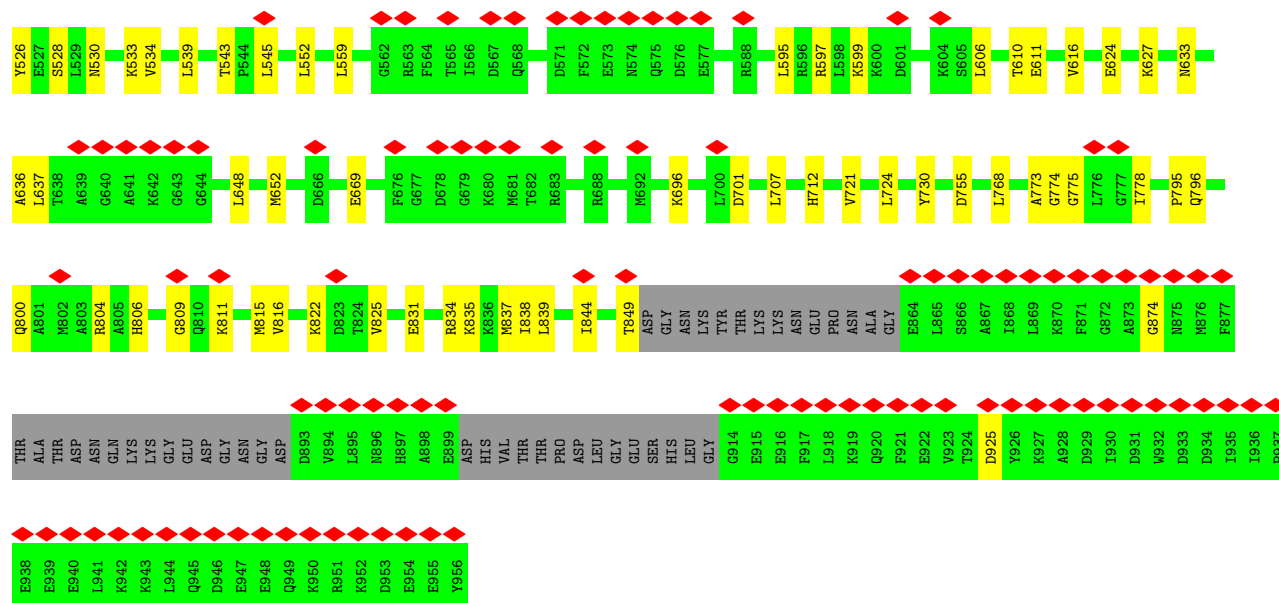 Y526 E527 S528 L529 N530 K533 V534 L539 T543 P544 L545 L552 L559 G562 R563 F564 T565 I566 D567 Q568 D571 F572 E573 N574 Q575 D576 E577 R588 L595 R596 R597 L598 K599 K600 D601 K604 S605 L606 T610 E611 V616 E624 K627 N633
A636 L637 T638 A639 G640 A641 K642 G643 G644 L648 M652 D666 E669 F676 G677 D678 G679 K680 M681 T682 R683 R688 M692 K696 L700 D701 L707 H712 V721 L724 Y730 D755 L768 A773 G774 G775 L776 G777 I778 P795 Q796
Q800 A801 M802 A803 R804 A805 H806 G809 Q810 K811 M815 V816 K822 D823 T824 V825 E831 R834 K835 K836 M837 I838 L839 I844 T849 ASP GLY ASN LYS TYR THR LYS LYS ASN GLU PRO ASN ALA GLY E864 L865 S866 A867 I868 L869 K870 F871 G872 A873 G874 N875 M876 F877
THR ALA THR ASP ASN GLN LYS LYS GLY GLU ASP GLY ASN GLY ASP D893 V894 L895 N896 H897 A898 E899 ASP HIS VAL THR THR PRO ASP LEU GLY GLU SER HIS LEU GLY G914 E915 E916 F917 L918 K919 Q920 F921 E922 V923 T924 D925 Y926 K927 A928 D929 I930 D931 W932 D933 D934 I935 I936 P937
E938 E939 E940 L941 K942 K943 L944 Q945 D946 E947 E948 Q949 K950 R951 K952 D953 E954 E955 Y956